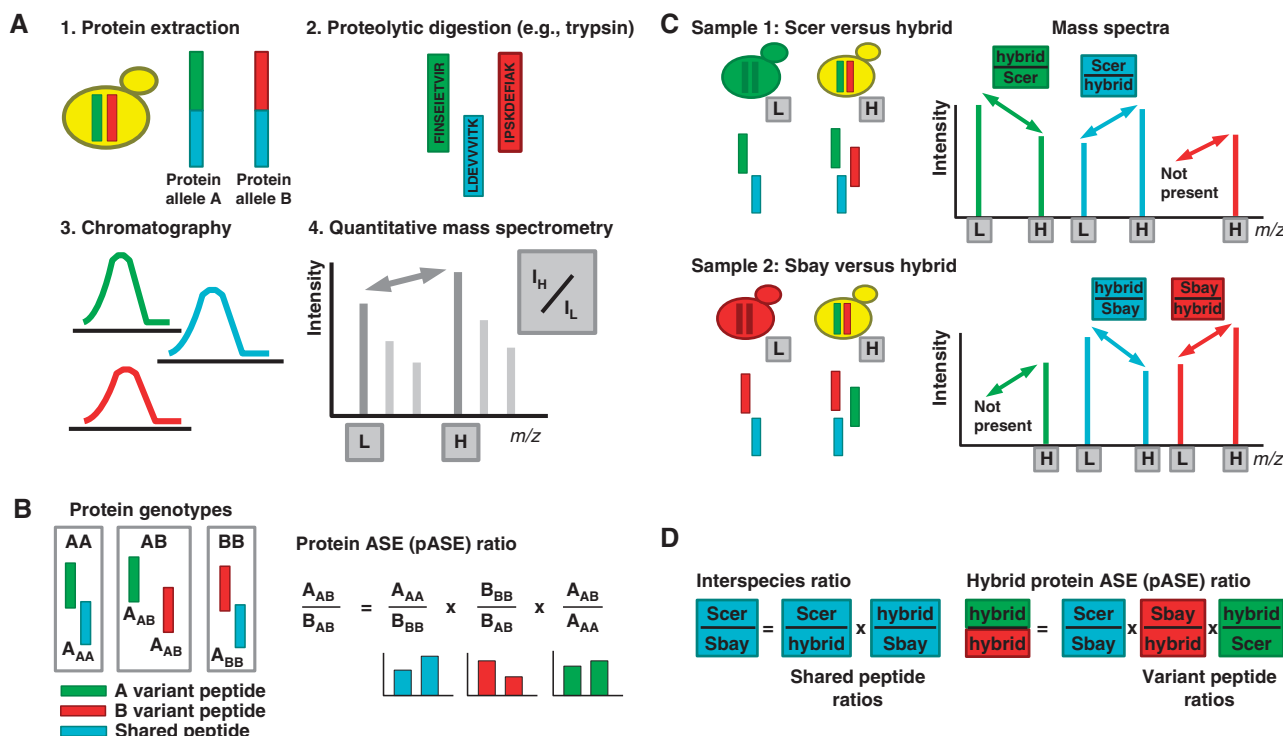 A
1. Protein extraction
Protein allele A
Protein allele B
2. Proteolytic digestion (e.g., trypsin)
FINSEIETVIR
LDEVVVITK
IPSKDEFIAK
3. Chromatography
4. Quantitative mass spectrometry
Intensity
I_H / I_L
L
H
m/z
B
Protein genotypes
AA
AB
BB
A_AA
A_AB
A_AB
A_BB
A variant peptide
B variant peptide
Shared peptide
Protein ASE (pASE) ratio
A_AB / B_AB = A_AA / B_BB x B_BB / B_AB x A_AB / A_AA
C
Sample 1: Scer versus hybrid
L
H
Mass spectra
hybrid / Scer
Scer / hybrid
Intensity
Not present
L
H
L
H
H
m/z
Sample 2: Sbay versus hybrid
L
H
hybrid / Sbay
Sbay / hybrid
Intensity
Not present
H
L
H
L
H
m/z
D
Interspecies ratio
Scer / Sbay = Scer / hybrid x hybrid / Sbay
Shared peptide ratios
Hybrid protein ASE (pASE) ratio
hybrid / hybrid = Scer / Sbay x Sbay / hybrid x hybrid / Scer
Variant peptide ratios